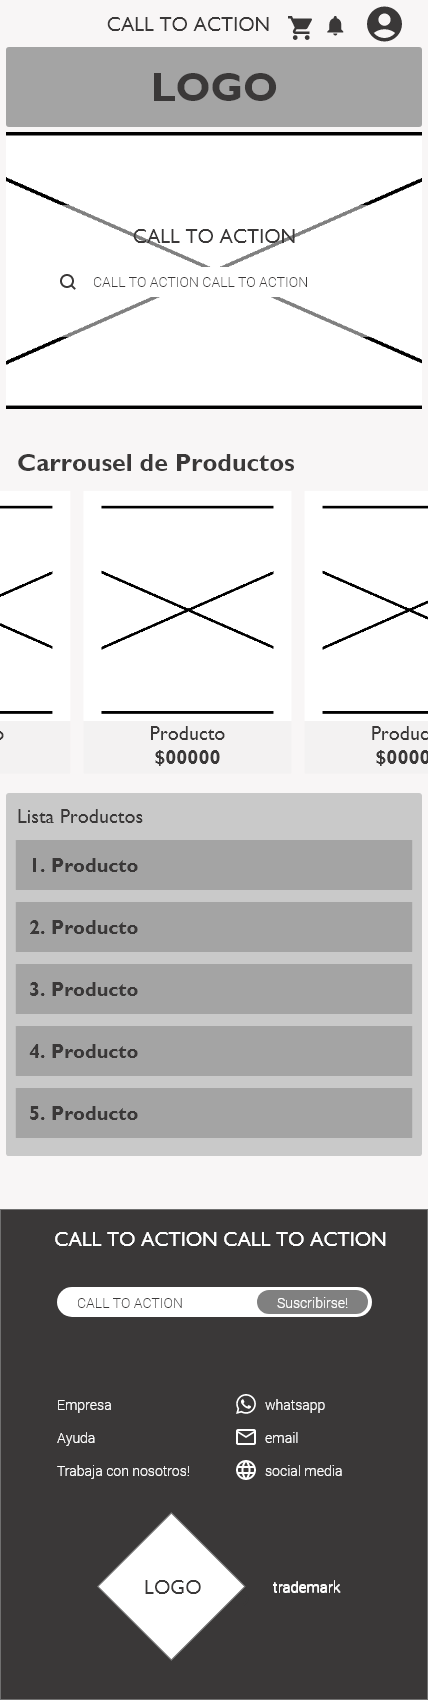 CALL TO ACTION
LOGO
CALL TO ACTION
CALL TO ACTION CALL TO ACTION
Carrousel de Productos
Producto
$00000
Lista Productos
1. Producto
2. Producto
3. Producto
4. Producto
5. Producto
CALL TO ACTION CALL TO ACTION
CALL TO ACTION
Suscribirse!
Empresa
whatsapp
Ayuda
email
Trabaja con nosotros!
social media
LOGO
trademark